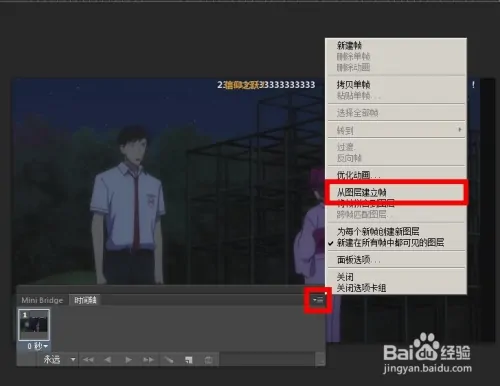 新建帧
删除单帧
删除动画
23 信仰之跃33333333333
!
拷贝单帧
粘贴单帧...
选择全部帧
转到
过渡
反向帧
优化动画...
从图层建立帧
将帧拼合到图层
跨帧匹配图层...
为每个新帧创建新图层
✓ 新建在所有帧中都可见的图层
面板选项...
关闭
关闭选项卡组
Mini Bridge 时间轴
1
0 秒
永远
Baidu 经验
jingyan.baidu.com